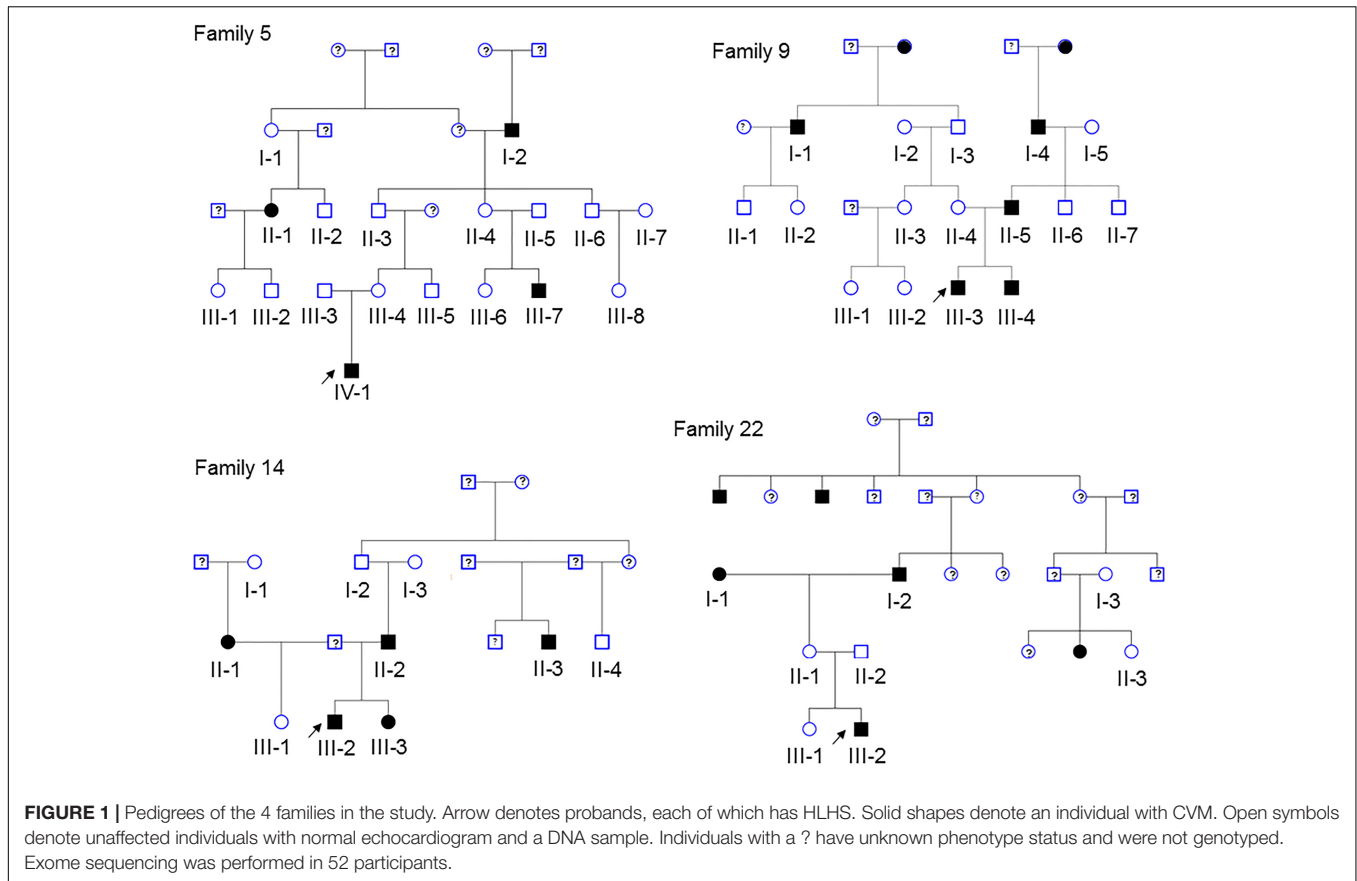 Family 5
? ? ? ?
? ?
I-1 I-2
? ?
II-1 II-2 II-3 II-4 II-5 II-6 II-7
III-1 III-2 III-3 III-4 III-5 III-6 III-7 III-8
IV-1
Family 9
? ?
?
I-1 I-2 I-3 I-4 I-5
?
II-1 II-2 II-3 II-4 II-5 II-6 II-7
III-1 III-2 III-3 III-4
Family 14
? ?
? ? ? ?
I-1 I-2 I-3
? ?
II-1 II-2 II-3 II-4
III-1 III-2 III-3
Family 22
? ?
? ? ? ? ? ?
? ? ? ?
I-1 I-2 I-3
?
II-1 II-2 II-3
III-1 III-2
FIGURE 1 | Pedigrees of the 4 families in the study. Arrow denotes probands, each of which has HLHS. Solid shapes denote an individual with CVM. Open symbols
denote unaffected individuals with normal echocardiogram and a DNA sample. Individuals with a ? have unknown phenotype status and were not genotyped.
Exome sequencing was performed in 52 participants.